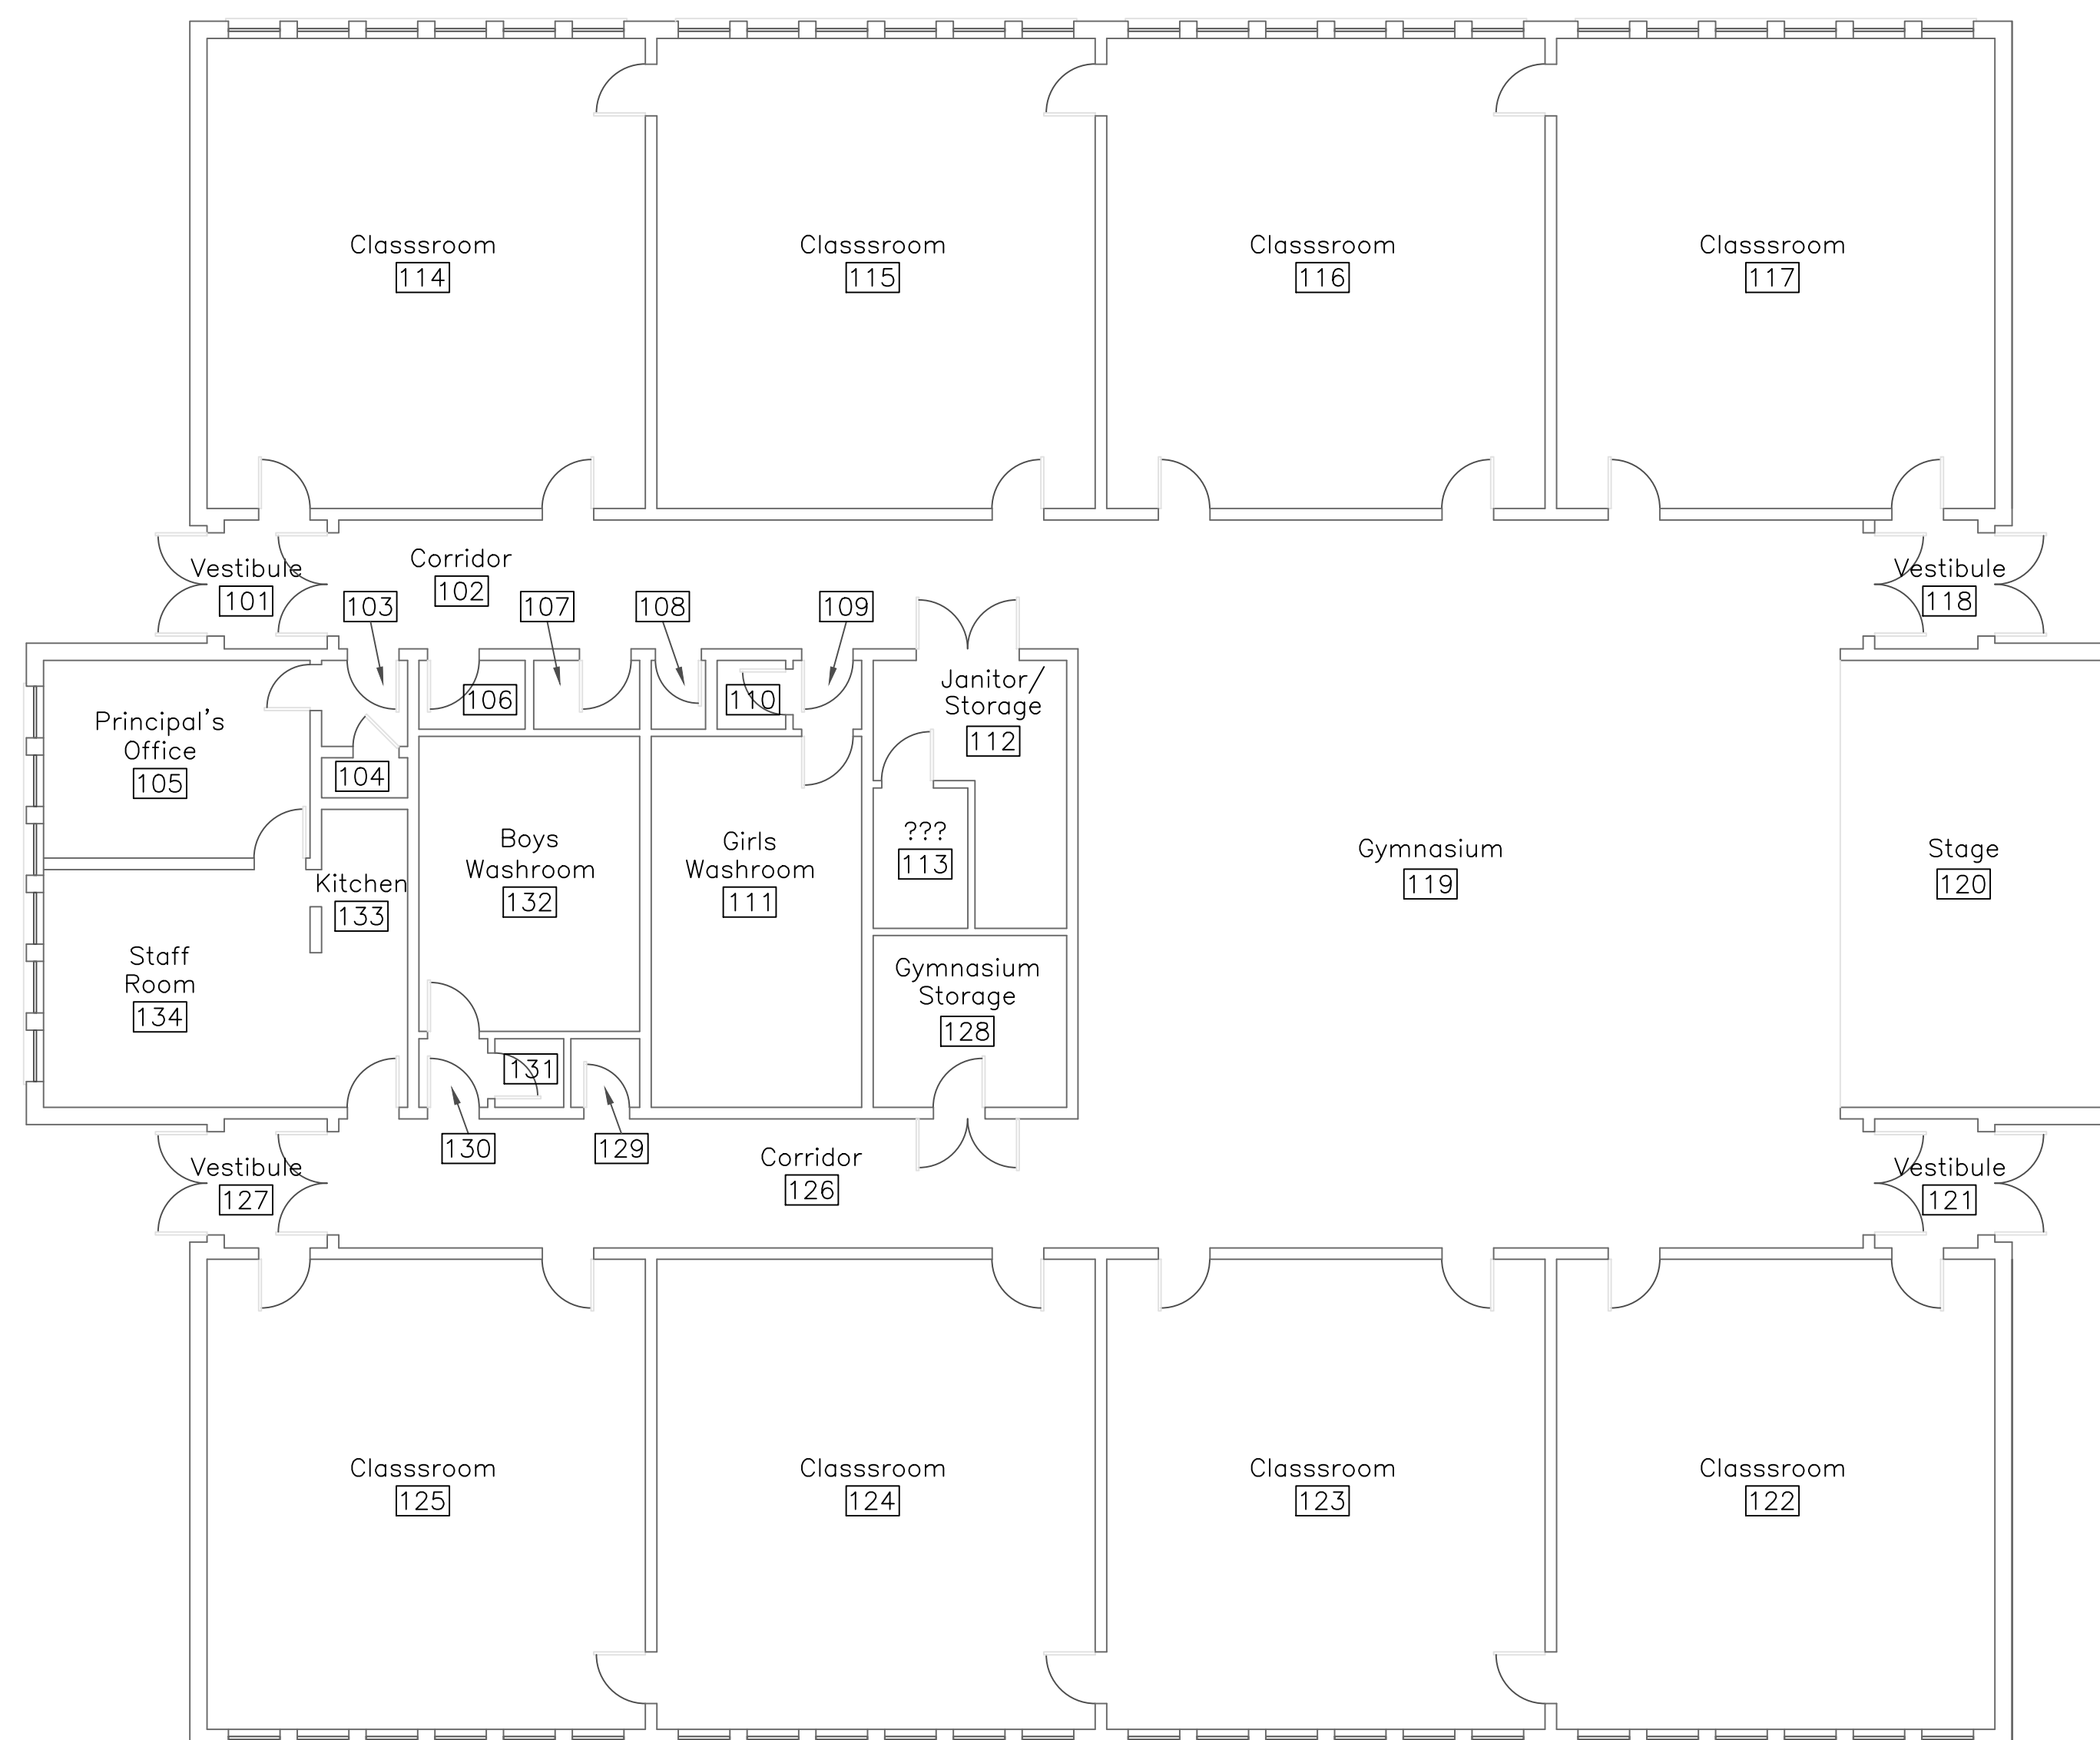 Classsroom
114
Classsroom
115
Classsroom
116
Classsroom
117
Vestibule
101
Corridor
102
103
107
108
109
Vestibule
118
106
110
Janitor/
Storage
112
Principal's
Office
105
104
Boys
Washroom
132
Girls
Washroom
111
???
113
Gymnasium
119
Stage
120
Kitchen
133
Staff
Room
134
Gymnasium
Storage
128
131
130
129
Vestibule
127
Corridor
126
Vestibule
121
Classsroom
125
Classsroom
124
Classsroom
123
Classsroom
122